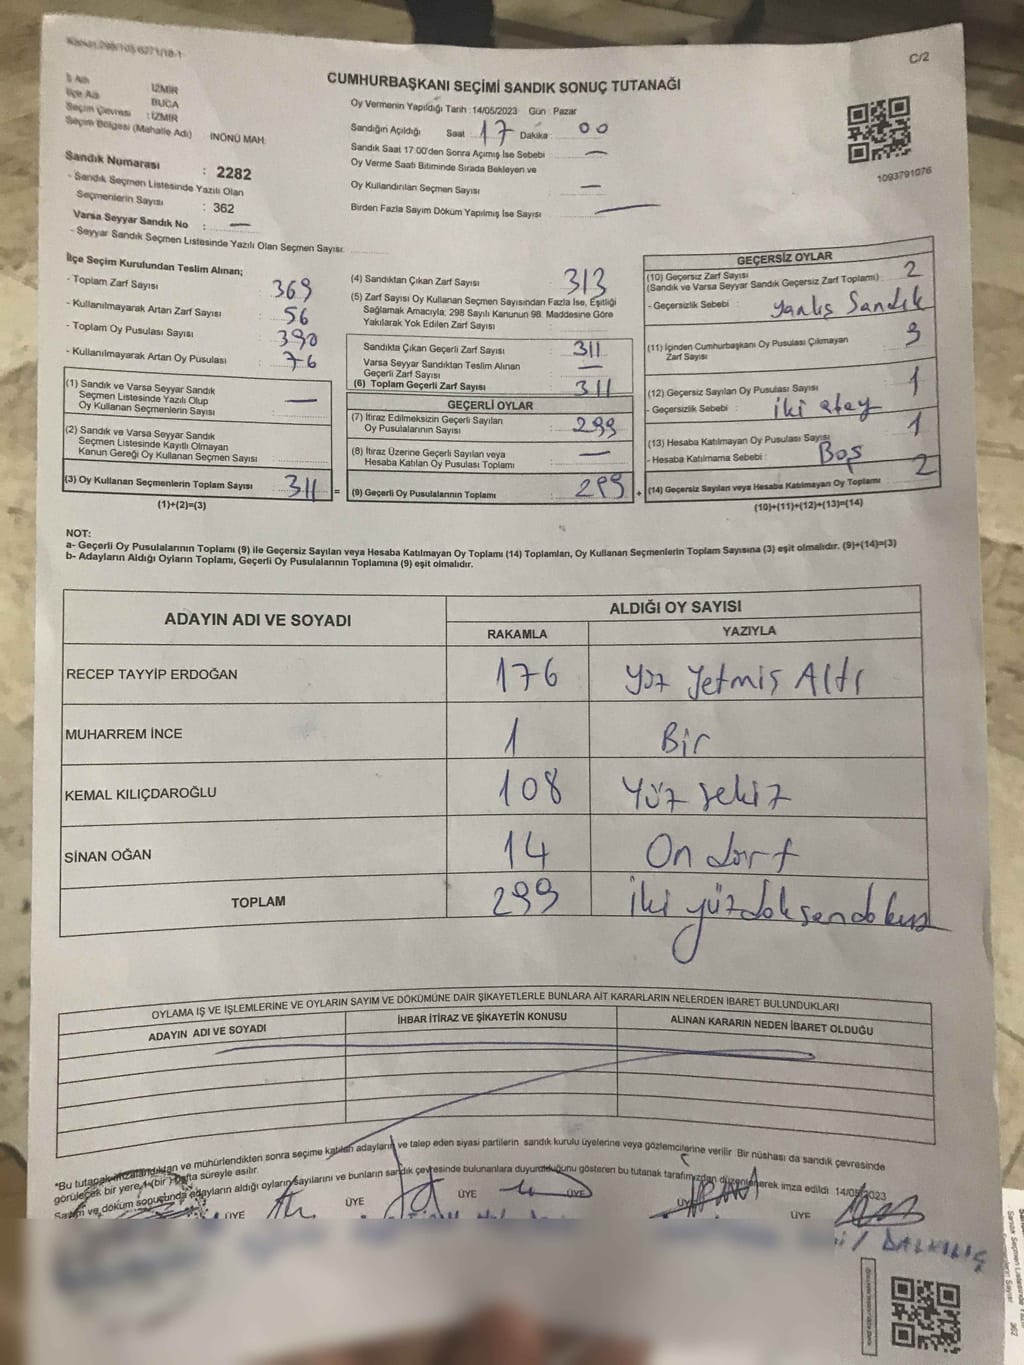 C/2
CUMHURBAŞKANI SEÇİMİ SANDIK SONUÇ TUTANAĞI
İl Adı İZMİR
İlçe Adı BUCA
Seçim Çevresi : İZMİR
Seçim Bölgesi (Mahalle Adı) İNÖNÜ MAH.
Oy Vermenin Yapıldığı Tarih : 14/05/2023 Gün : Pazar
Sandığın Açıldığı Saat 17 Dakika 00
Sandık Saat 17:00'den Sonra Açımış İse Sebebi —
Oy Verme Saati Bitiminde Sırada Bekleyen ve
Oy Kullandırılan Seçmen Sayısı —
Birden Fazla Sayım Döküm Yapılmış İse Sayısı —
1093791076
Sandık Numarası : 2282
- Sandık Seçmen Listesinde Yazılı Olan
Seçmenlerin Sayısı : 362
Varsa Seyyar Sandık No : —
- Seyyar Sandık Seçmen Listesinde Yazılı Olan Seçmen Sayısı:
İlçe Seçim Kurulundan Teslim Alınan;
- Toplam Zarf Sayısı : 369
- Kullanılmayarak Artan Zarf Sayısı : 56
- Toplam Oy Pusulası Sayısı : 390
- Kullanılmayarak Artan Oy Pusulası : 76
(1) Sandık ve Varsa Seyyar Sandık
Seçmen Listesinde Yazılı Olup
Oy Kullanan Seçmenlerin Sayısı : —
(2) Sandık ve Varsa Seyyar Sandık
Seçmen Listesinde Kayıtlı Olmayan
Kanun Gereği Oy Kullanan Seçmen Sayısı
(3) Oy Kullanan Seçmenlerin Toplam Sayısı 311 =
(1)+(2)=(3)
(4) Sandıktan Çıkan Zarf Sayısı : 313
(5) Zarf Sayısı Oy Kullanan Seçmen Sayısından Fazla İse, Eşitliği
Sağlamak Amacıyla; 298 Sayılı Kanunun 98. Maddesine Göre
Yakılarak Yok Edilen Zarf Sayısı
Sandıkta Çıkan Geçerli Zarf Sayısı : 311
Varsa Seyyar Sandıktan Teslim Alınan
Geçerli Zarf Sayısı : —
(6) Toplam Geçerli Zarf Sayısı : 311
GEÇERLİ OYLAR
(7) İtiraz Edilmeksizin Geçerli Sayılan
Oy Pusulalarının Sayısı : 299
(8) İtiraz Üzerine Geçerli Sayılan veya
Hesaba Katılan Oy Pusulası Toplamı : —
(9) Geçerli Oy Pusulalarının Toplamı : 299 +
GEÇERSİZ OYLAR
(10) Geçersiz Zarf Sayısı 2
(Sandık ve Varsa Seyyar Sandık Geçersiz Zarf Toplamı)
- Geçersizlik Sebebi : yanlış Sandık
(11) İçinden Cumhurbaşkanı Oy Pusulası Çıkmayan
Zarf Sayısı 9
(12) Geçersiz Sayılan Oy Pusulası Sayısı 1
- Geçersizlik Sebebi : iki
(13) Hesaba Katılmayan Oy Pusulası Sayısı 1
- Hesaba Katılmama Sebebi : Boş
(14) Geçersiz Sayılan veya Hesaba Katılmayan Oy Toplamı 2
(10)+(11)+(12)+(13)=(14)
NOT:
a- Geçerli Oy Pusulalarının Toplamı (9) ile Geçersiz Sayılan veya Hesaba Katılmayan Oy Toplamı (14) Toplamları, Oy Kullanan Seçmenlerin Toplam Sayısına (3) eşit olmalıdır. (9)+(14)=(3)
b- Adayların Aldığı Oyların Toplamı, Geçerli Oy Pusulalarının Toplamına (9) eşit olmalıdır.
ADAYIN ADI VE SOYADI ALDIĞI OY SAYISI
RAKAMLA YAZIYLA
RECEP TAYYİP ERDOĞAN 176 Yüz Yetmiş Altı
MUHARREM İNCE 1 Bir
KEMAL KILIÇDAROĞLU 108 Yüz sekiz
SİNAN OĞAN 14 On dört
TOPLAM 299 İki yüzdoksandokuz
OYLAMA İŞ VE İŞLEMLERİNE VE OYLARIN SAYIM VE DÖKÜMÜNE DAİR ŞİKAYETLERLE BUNLARA AİT KARARLARIN NELERDEN İBARET BULUNDUKLARI
ADAYIN ADI VE SOYADI İHBAR İTİRAZ VE ŞİKAYETİN KONUSU ALINAN KARARIN NEDEN İBARET OLDUĞU
*Bu tutanak imzalandıktan ve mühürlendikten sonra seçime katılan adayların ve talep eden siyasi partilerin sandık kurulu üyelerine veya gözlemcilerine verilir Bir nüshası da sandık çevresinde
görülecek bir yere 1 (bir) hafta süreyle asılır.
Sayım ve döküm sonucunda adayların aldığı oyların sayılarını ve bunların sandık çevresinde bulunanlara duyurulduğunu gösteren bu tutanak tarafımızdan düzenlenerek imza edildi 14/05/2023
ÜYE ÜYE ÜYE ÜYE ÜYE ÜYE
DALKILIÇ